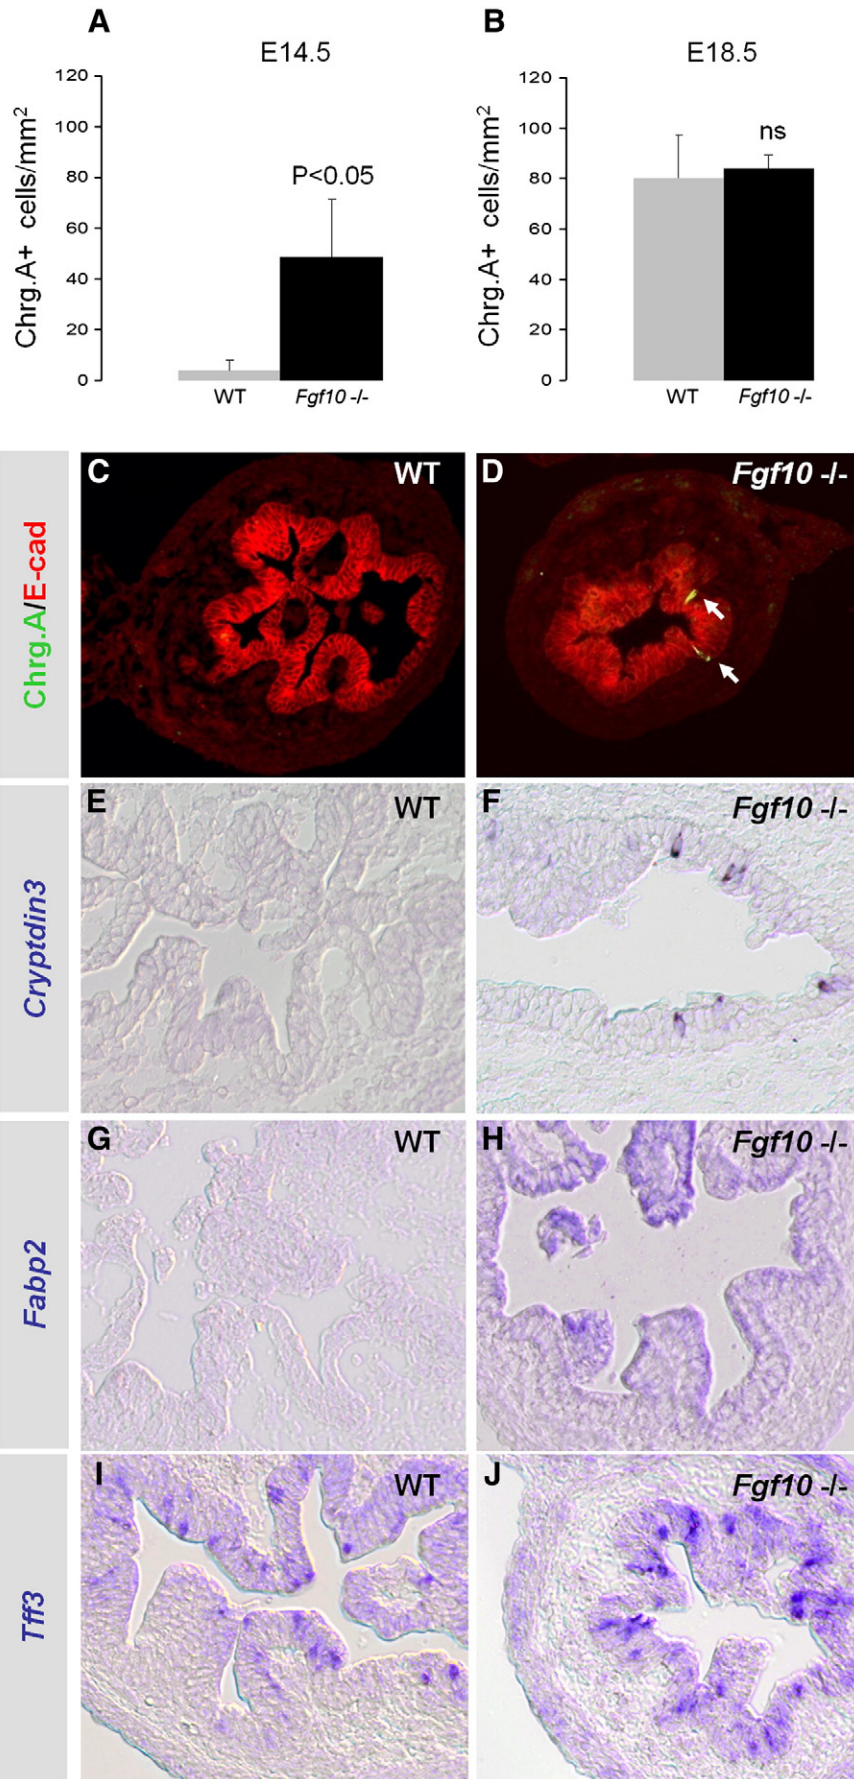 A
B
E14.5
E18.5
Chrg.A+ cells/mm²
120
100
80
60
40
20
0
P<0.05
WT
Fgf10 -/-
Chrg.A+ cells/mm²
120
100
80
60
40
20
0
ns
WT
Fgf10 -/-
Chrg.A/E-cad
C
WT
D
Fgf10 -/-
Cryptdin3
E
WT
F
Fgf10 -/-
Fabp2
G
WT
H
Fgf10 -/-
Tff3
I
WT
J
Fgf10 -/-